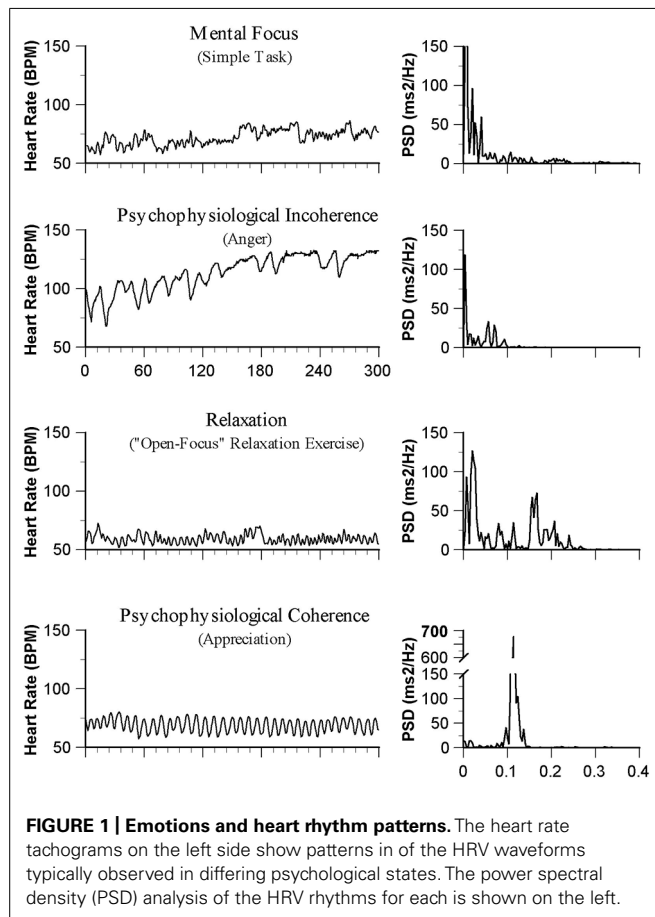 Mental Focus
(Simple Task)
Heart Rate (BPM)
150
100
50
PSD (ms2/Hz)
150
100
50
0
Psychophysiological Incoherence
(Anger)
Heart Rate (BPM)
150
100
50
0 60 120 180 240 300
PSD (ms2/Hz)
150
100
50
0
Relaxation
("Open-Focus" Relaxation Exercise)
Heart Rate (BPM)
150
100
50
PSD (ms2/Hz)
150
100
50
0
Psychophysiological Coherence
(Appreciation)
Heart Rate (BPM)
150
100
50
PSD (ms2/Hz)
700
600
150
100
50
0
0 0.1 0.2 0.3 0.4
FIGURE 1 | Emotions and heart rhythm patterns. The heart rate
tachograms on the left side show patterns in of the HRV waveforms
typically observed in differing psychological states. The power spectral
density (PSD) analysis of the HRV rhythms for each is shown on the left.